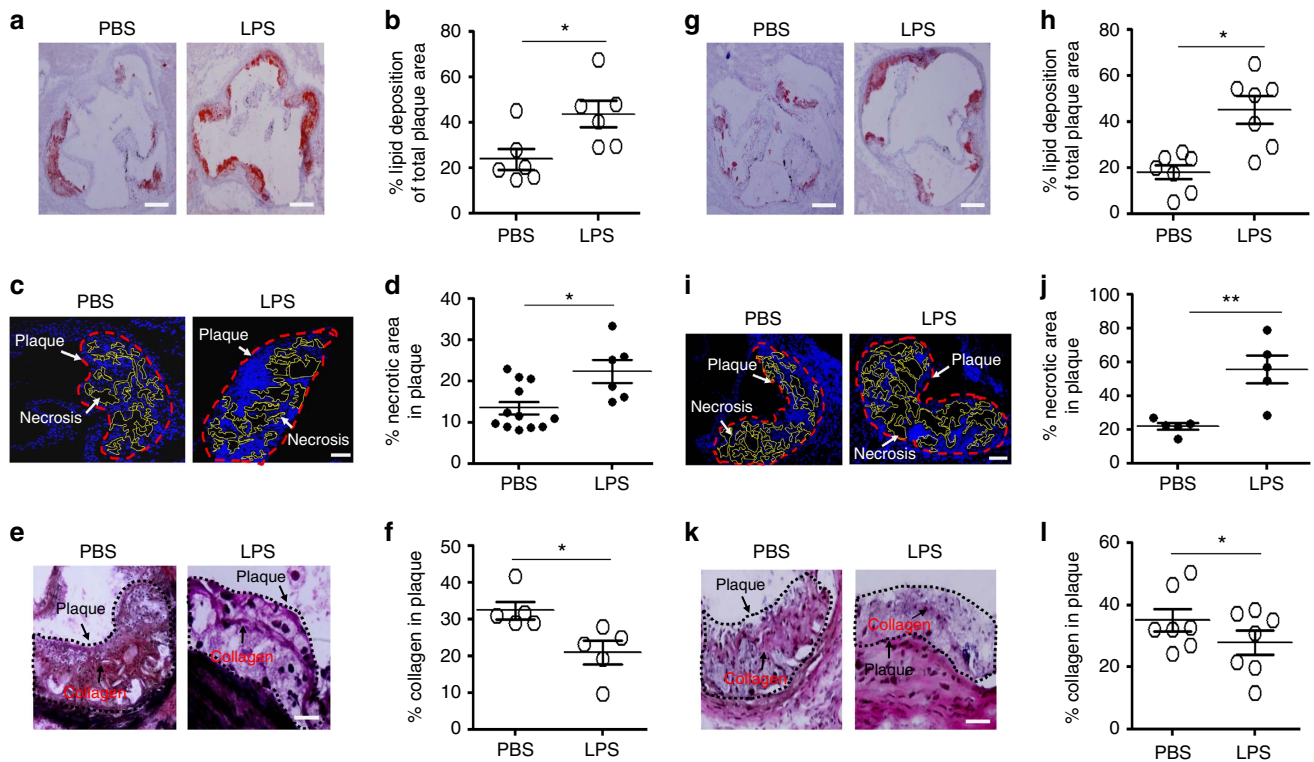 a
PBS
LPS
b
% lipid deposition
of total plaque area
80
60
40
20
0
*
PBS
LPS
g
PBS
LPS
h
% lipid deposition
of total plaque area
80
60
40
20
0
*
PBS
LPS
c
PBS
LPS
Plaque
Necrosis
Plaque
Necrosis
d
% necrotic area
in plaque
40
30
20
10
0
*
PBS
LPS
i
PBS
LPS
Plaque
Necrosis
Plaque
Necrosis
j
% necrotic area
in plaque
100
80
60
40
20
0
**
PBS
LPS
e
PBS
LPS
Plaque
Collagen
Plaque
Collagen
f
% collagen in plaque
50
40
30
20
10
0
*
PBS
LPS
k
PBS
LPS
Plaque
Collagen
Collagen
Plaque
l
% collagen in plaque
60
40
20
0
*
PBS
LPS